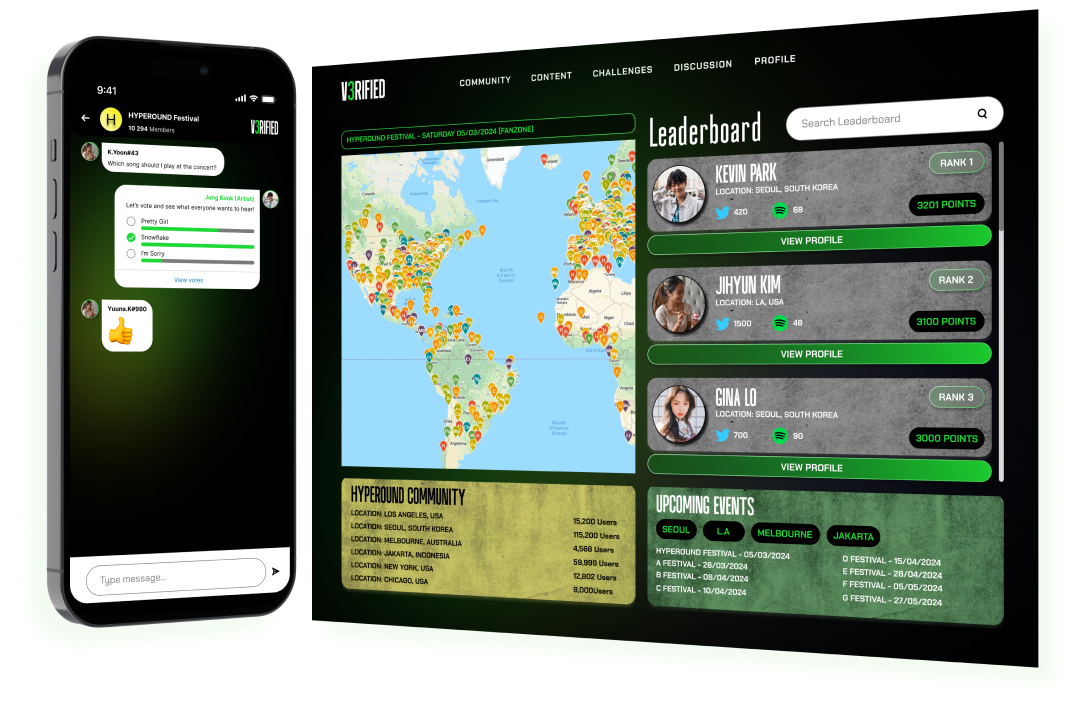 9:41
HYPEROUND Festival
10 294 Members
V3RIFIED
H
K.Yoon#43
Which song should I play at the concert?
Jong Kook (Artist)
Let's vote and see what everyone wants to hear!
Pretty Girl
Snowflake
I'm Sorry
View votes
Yuuna.K#990
Type message...
V3RIFIED
COMMUNITY CONTENT CHALLENGES DISCUSSION PROFILE
HYPEROUND FESTIVAL - SATURDAY 05/03/2024 (FANZONE)
Greenland
Canada
North
Atlantic
Ocean
Algeria
Libya
Mali
Niger
Chad
Angola
South
Atlantic
Ocean
Chile
Argentina
Leaderboard
Search Leaderboard
KEVIN PARK
LOCATION: SEOUL, SOUTH KOREA
420 68
RANK 1
3201 POINTS
VIEW PROFILE
JIHYUN KIM
LOCATION: LA, USA
1500 48
RANK 2
3100 POINTS
VIEW PROFILE
GINA LO
LOCATION: SEOUL, SOUTH KOREA
700 90
RANK 3
3000 POINTS
VIEW PROFILE
HYPEROUND COMMUNITY
LOCATION: LOS ANGELES, USA 15,200 Users
LOCATION: SEOUL, SOUTH KOREA 115,200 Users
LOCATION: MELBOURNE, AUSTRALIA 4,568 Users
LOCATION: JAKARTA, INDONESIA 59,999 Users
LOCATION: NEW YORK, USA 12,802 Users
LOCATION: CHICAGO, USA 9,000Users
UPCOMING EVENTS
SEOUL L.A MELBOURNE JAKARTA
HYPEROUND FESTIVAL - 05/03/2024
A FESTIVAL - 26/03/2024
B FESTIVAL - 08/04/2024
C FESTIVAL - 10/04/2024
D FESTIVAL - 15/04/2024
E FESTIVAL - 28/04/2024
F FESTIVAL - 05/05/2024
G FESTIVAL - 27/05/2024